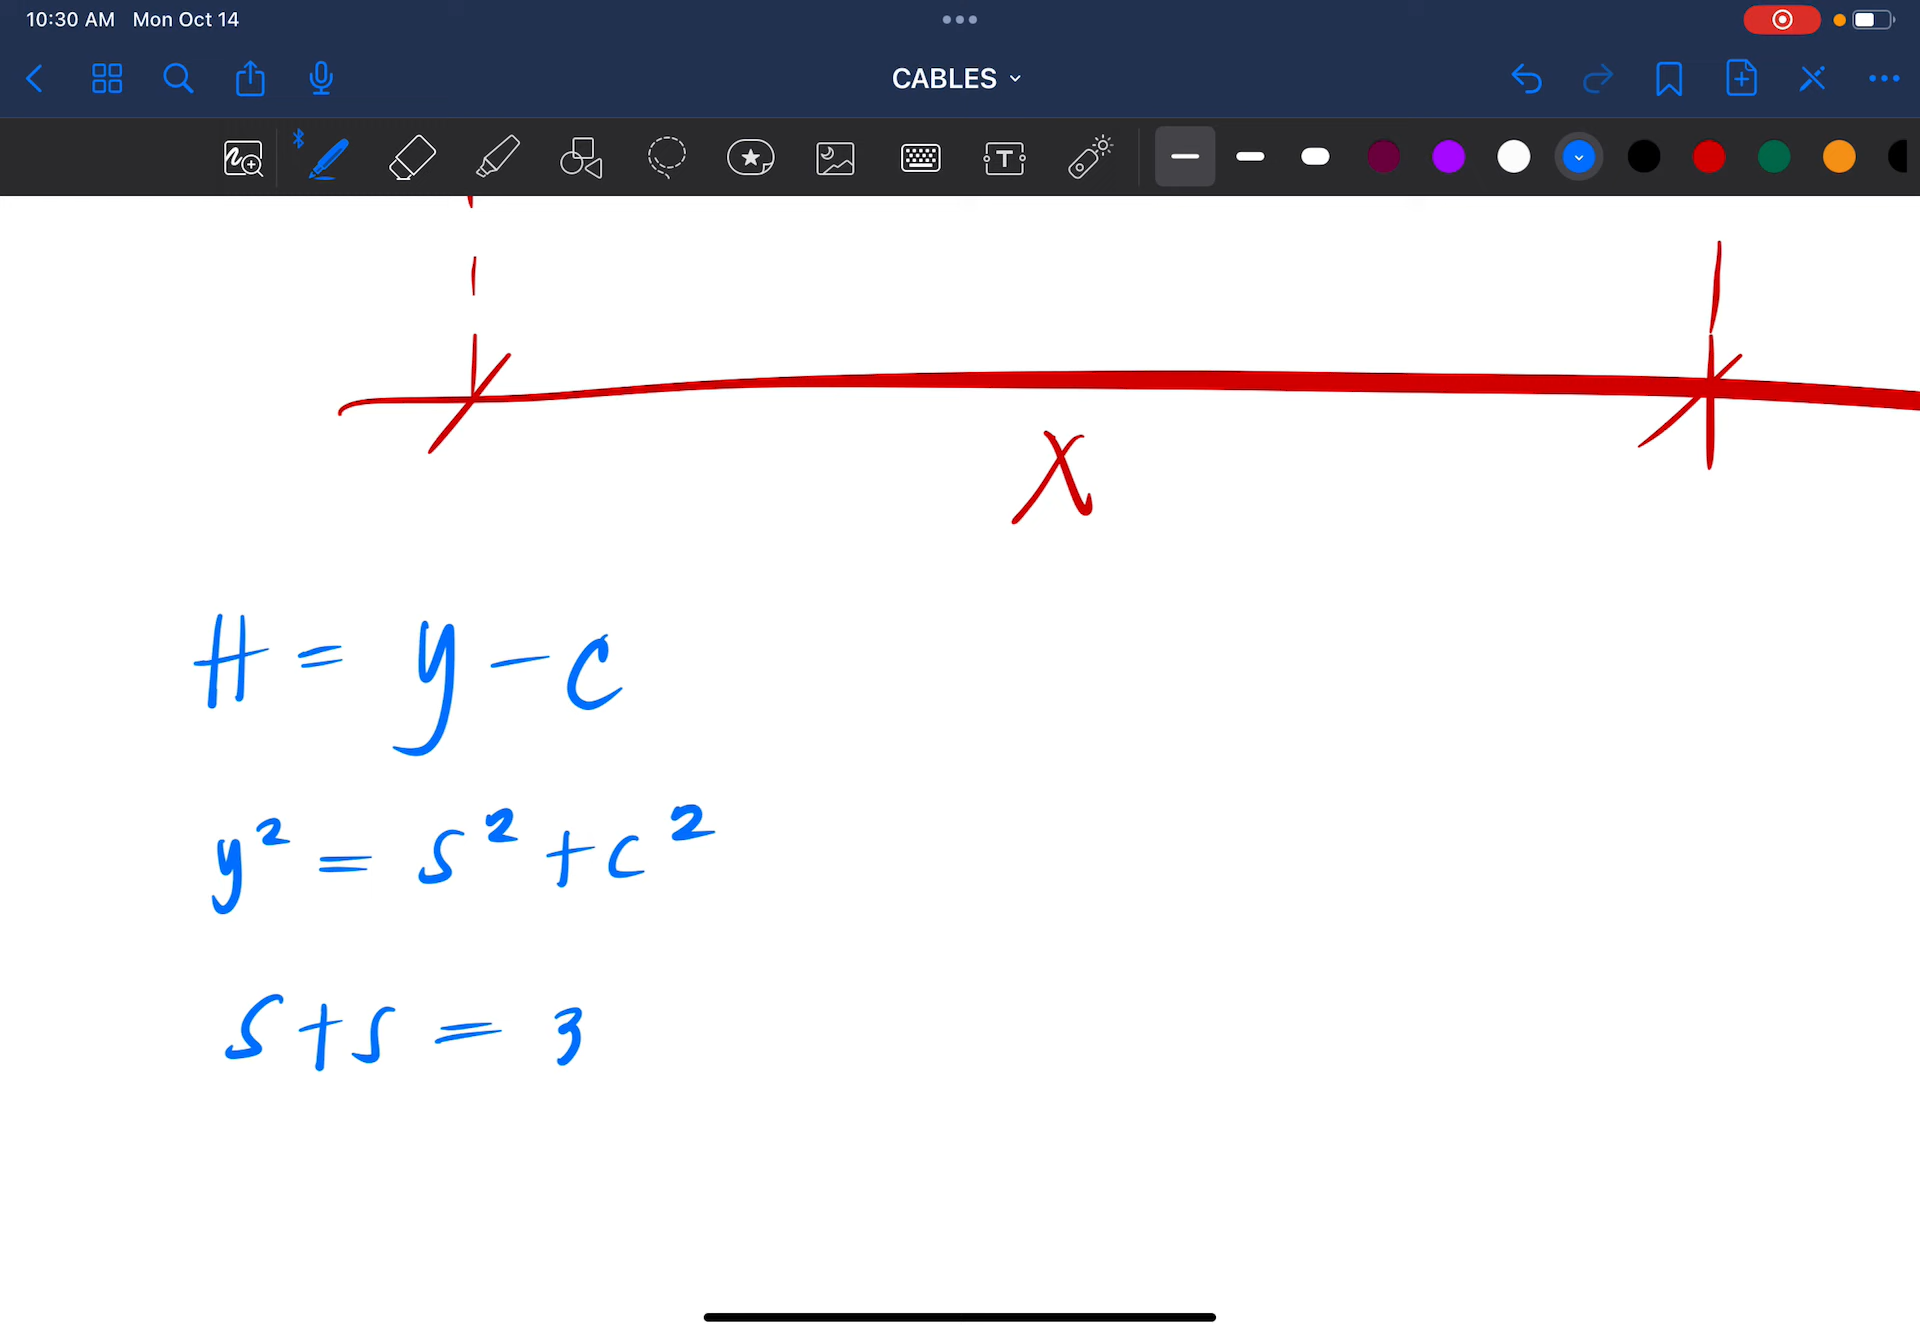 10:30 AM Mon Oct 14
CABLES
T
X
H = y - c
y² = s² + c²
s + s = 3